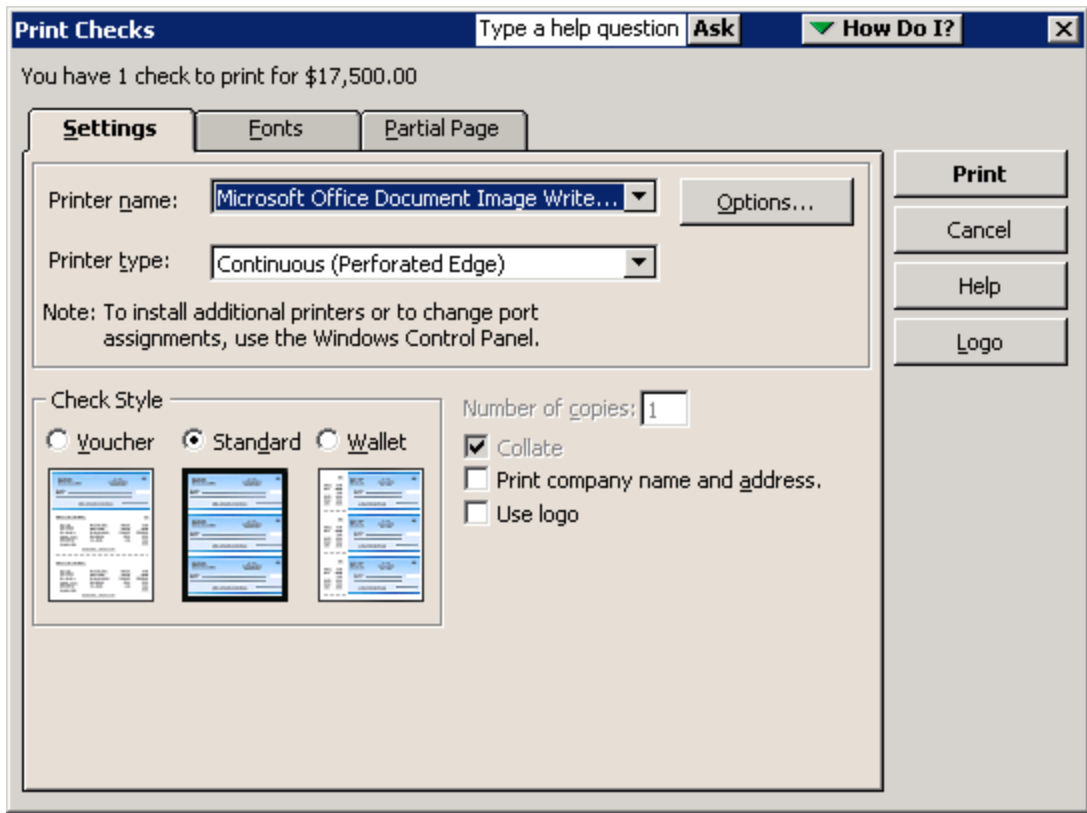 Print Checks
Type a help question
Ask
How Do I?
You have 1 check to print for $17,500.00
Settings
Fonts
Partial Page
Printer name:
Microsoft Office Document Image Write...
Options...
Printer type:
Continuous (Perforated Edge)
Note: To install additional printers or to change port
assignments, use the Windows Control Panel.
Print
Cancel
Help
Logo
Check Style
Voucher
Standard
Wallet
Number of copies: 1
Collate
Print company name and address.
Use logo